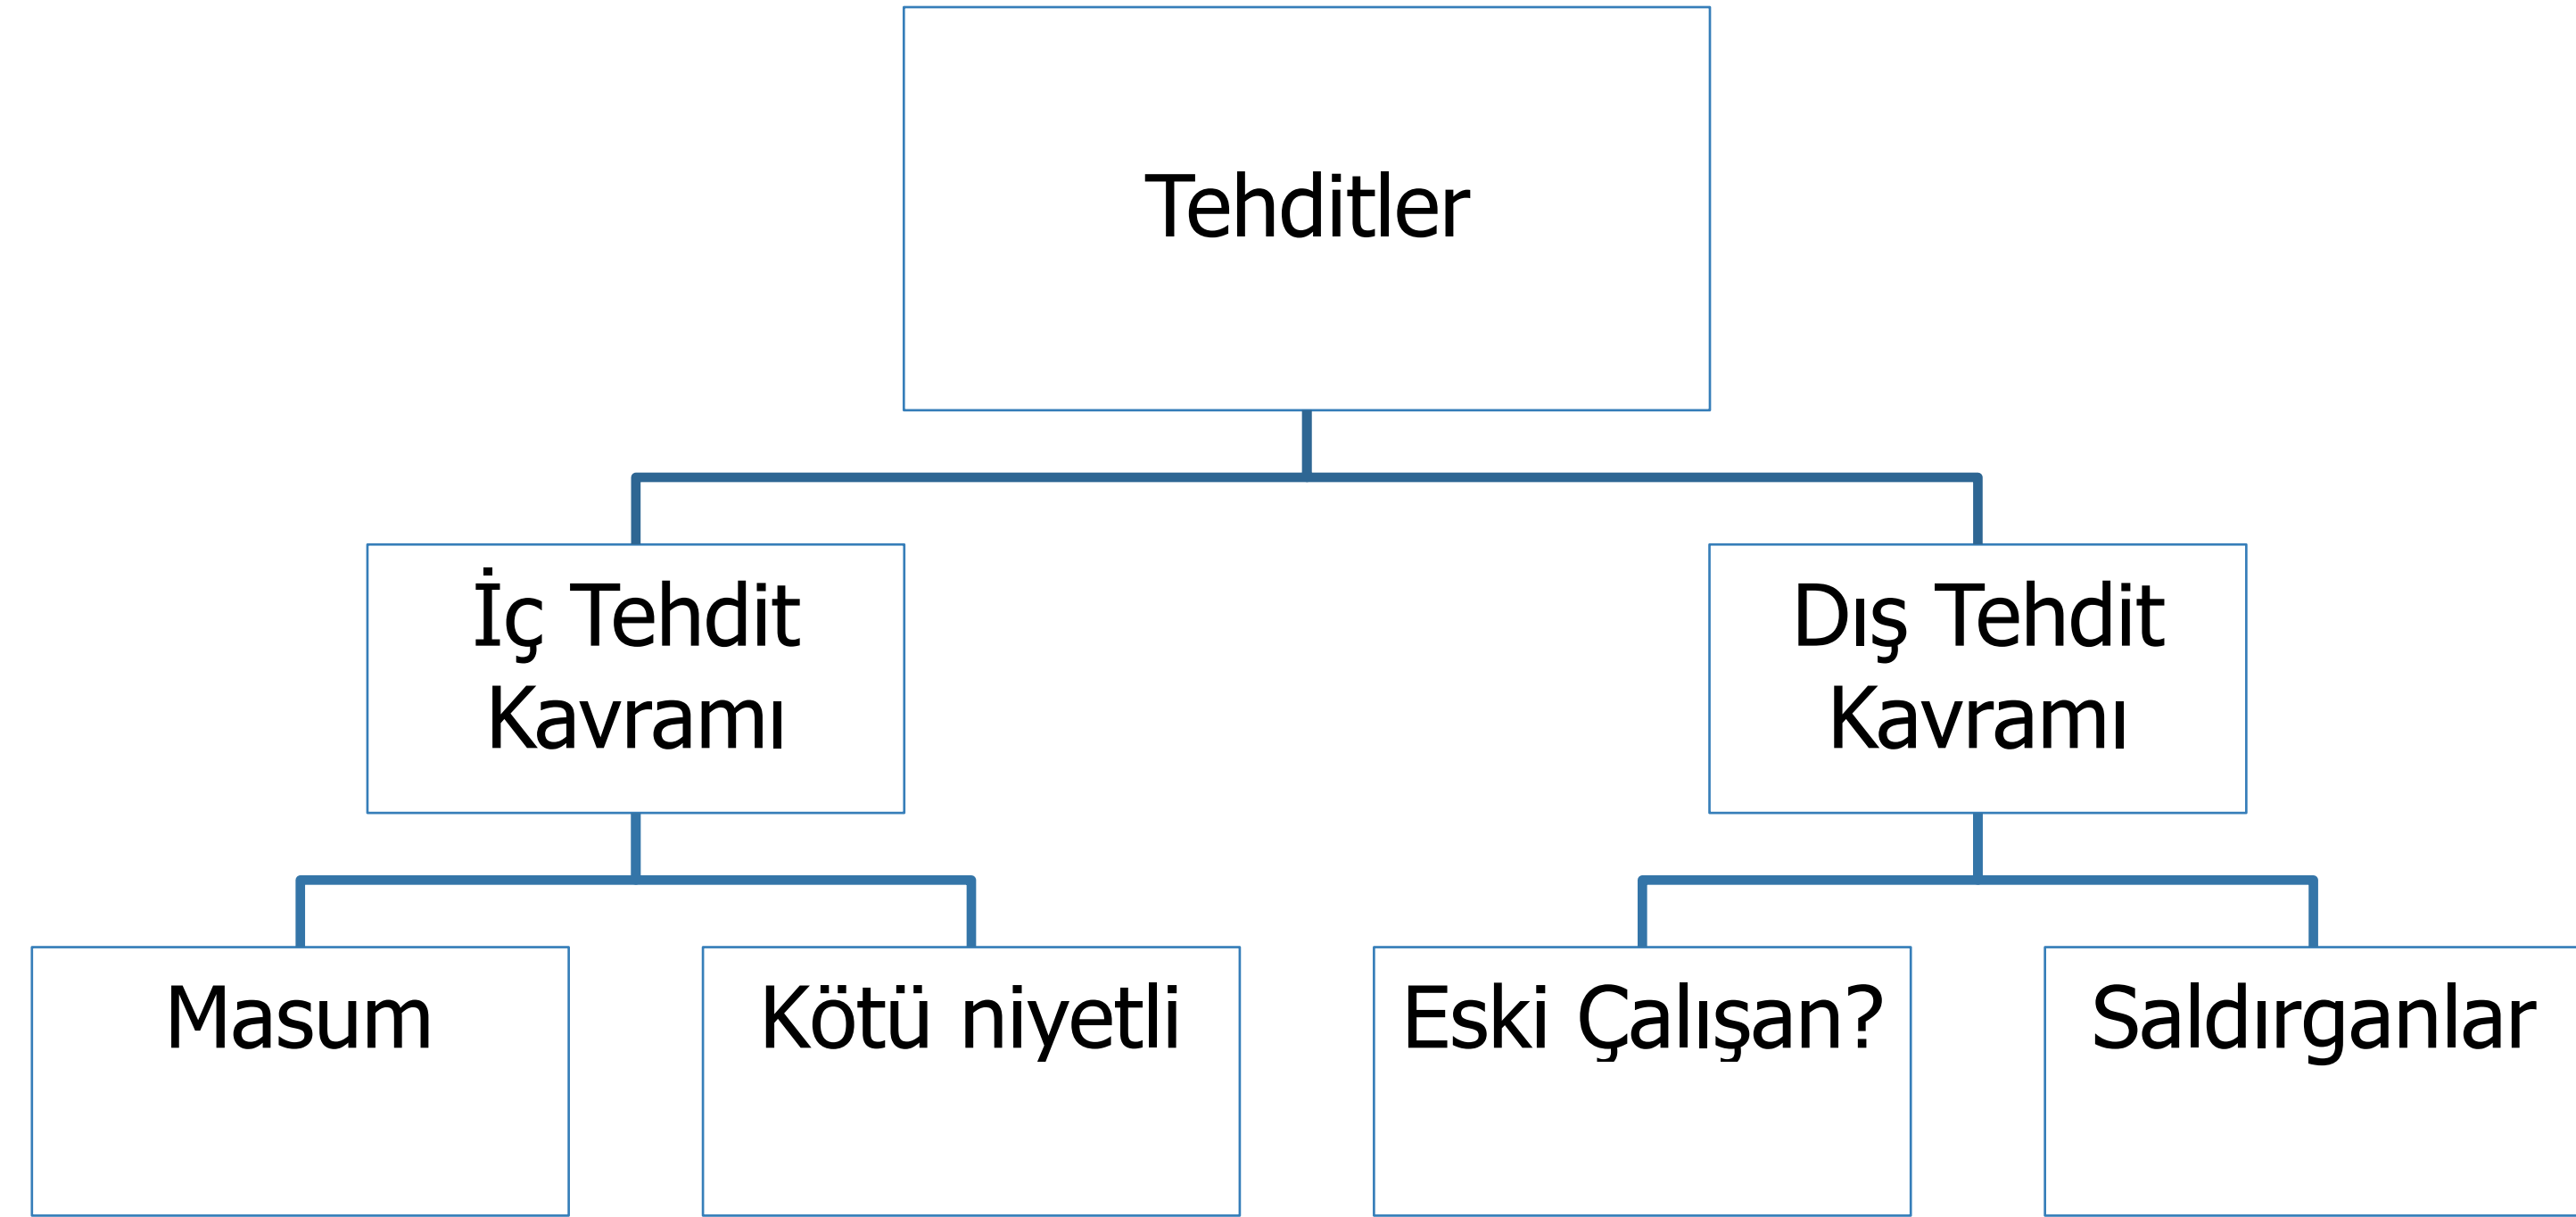 Tehditler
İç Tehdit
Kavramı
Dış Tehdit
Kavramı
Masum
Kötü niyetli
Eski Çalışan?
Saldırganlar